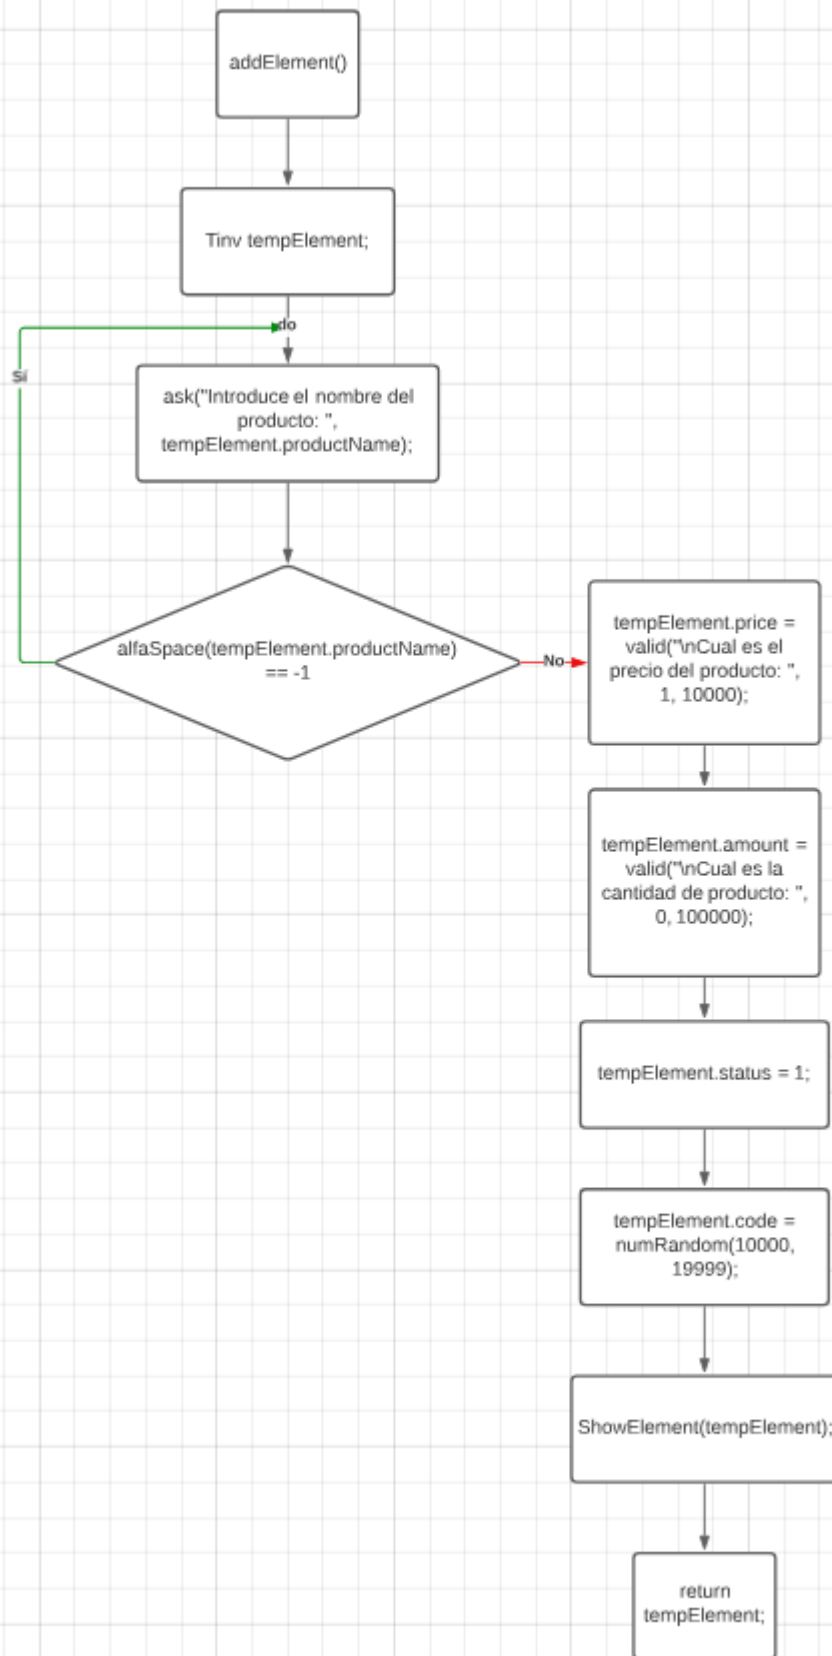 addElement()
Tinv tempElement;
do
Sí
ask("Introduce el nombre del
producto: ",
tempElement.productName);
alfaSpace(tempElement.productName)
== -1
No
tempElement.price =
valid("\nCual es el
precio del producto: ",
1, 10000);
tempElement.amount =
valid("\nCual es la
cantidad de producto: ",
0, 100000);
tempElement.status = 1;
tempElement.code =
numRandom(10000,
19999);
ShowElement(tempElement);
return
tempElement;